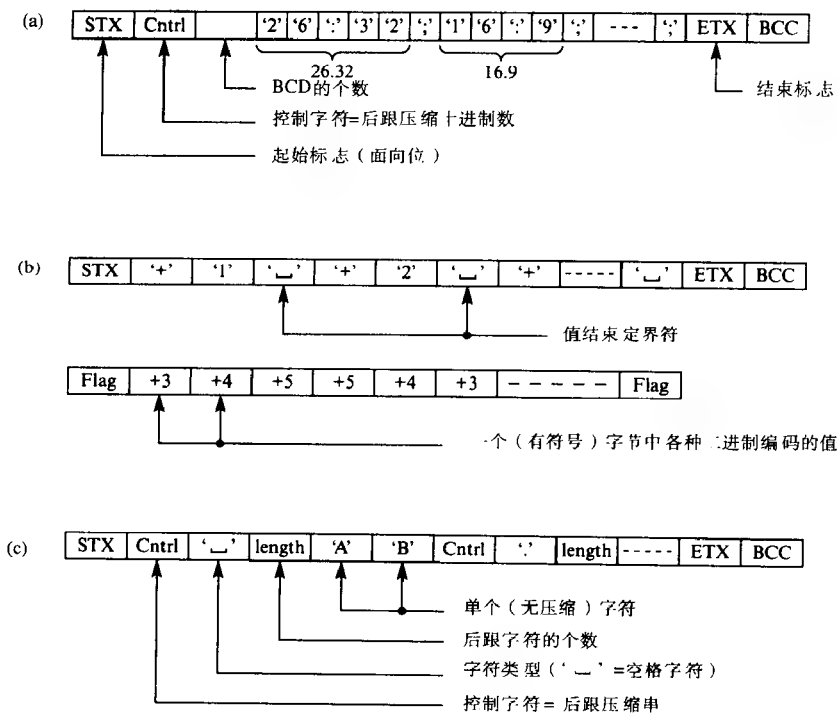 (a) STX Cntrl '2' '6' ':' '3' '2' ';' '1' '6' ':' '9' ';' --- ';' ETX BCC
26.32 16.9
BCD的个数 结束标志
控制字符=后跟压缩十进制数
起始标志(面向位)
(b) STX '+' '1' '⎵' '+' '2' '⎵' '+' ----- '⎵' ETX BCC
值结束定界符
Flag +3 +4 +5 +5 +4 +3 ----- Flag
一个(有符号)字节中各种二进制编码的值
(c) STX Cntrl '⎵' length 'A' 'B' Cntrl '.' length ----- ETX BCC
单个(无压缩)字符
后跟字符的个数
字符类型('⎵'=空格字符)
控制字符=后跟压缩串